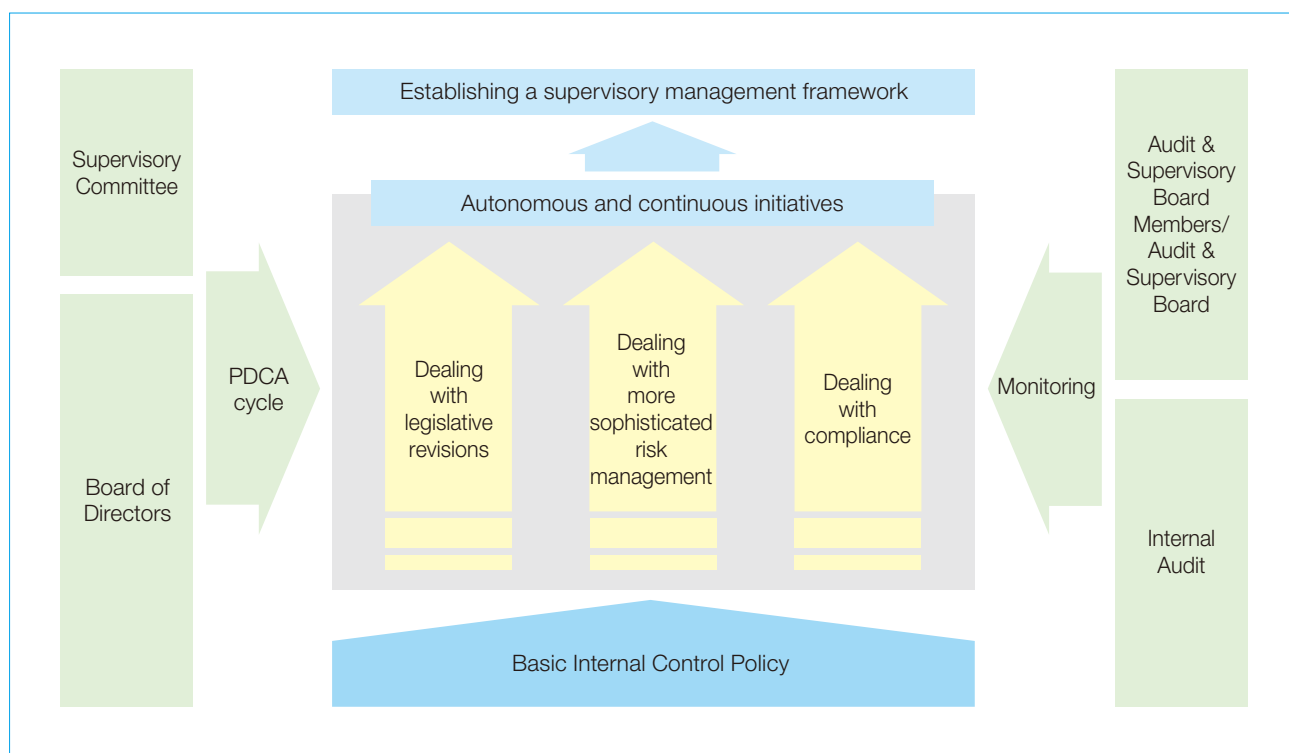 Establishing a supervisory management framework
Supervisory
Committee
Board of
Directors
PDCA
cycle
Autonomous and continuous initiatives
Dealing
with
legislative
revisions
Dealing
with
more
sophisticated
risk
management
Dealing
with
compliance
Basic Internal Control Policy
Monitoring
Audit &
Supervisory
Board
Members/
Audit &
Supervisory
Board
Internal
Audit